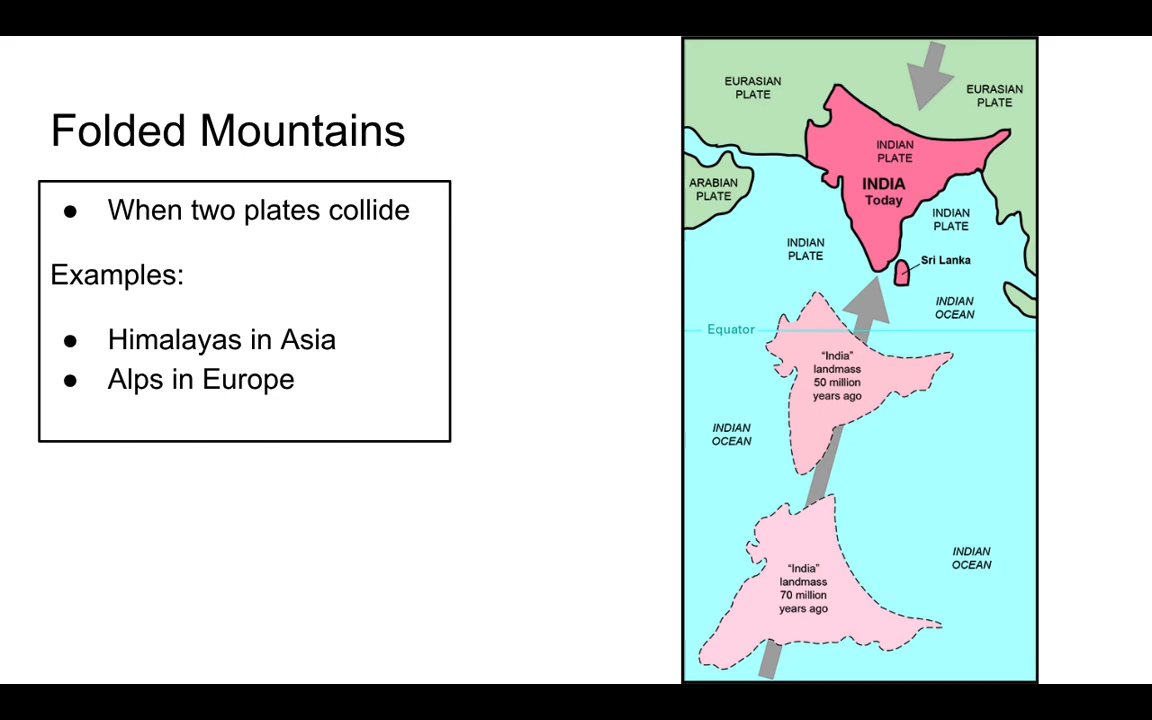 Folded Mountains
● When two plates collide
Examples:
● Himalayas in Asia
● Alps in Europe
EURASIAN
PLATE
EURASIAN
PLATE
INDIAN
PLATE
INDIA
Today
ARABIAN
PLATE
INDIAN
PLATE
INDIAN
PLATE
Sri Lanka
INDIAN
OCEAN
Equator
"India"
landmass
50 million
years ago
INDIAN
OCEAN
INDIAN
OCEAN
"India"
landmass
70 million
years ago